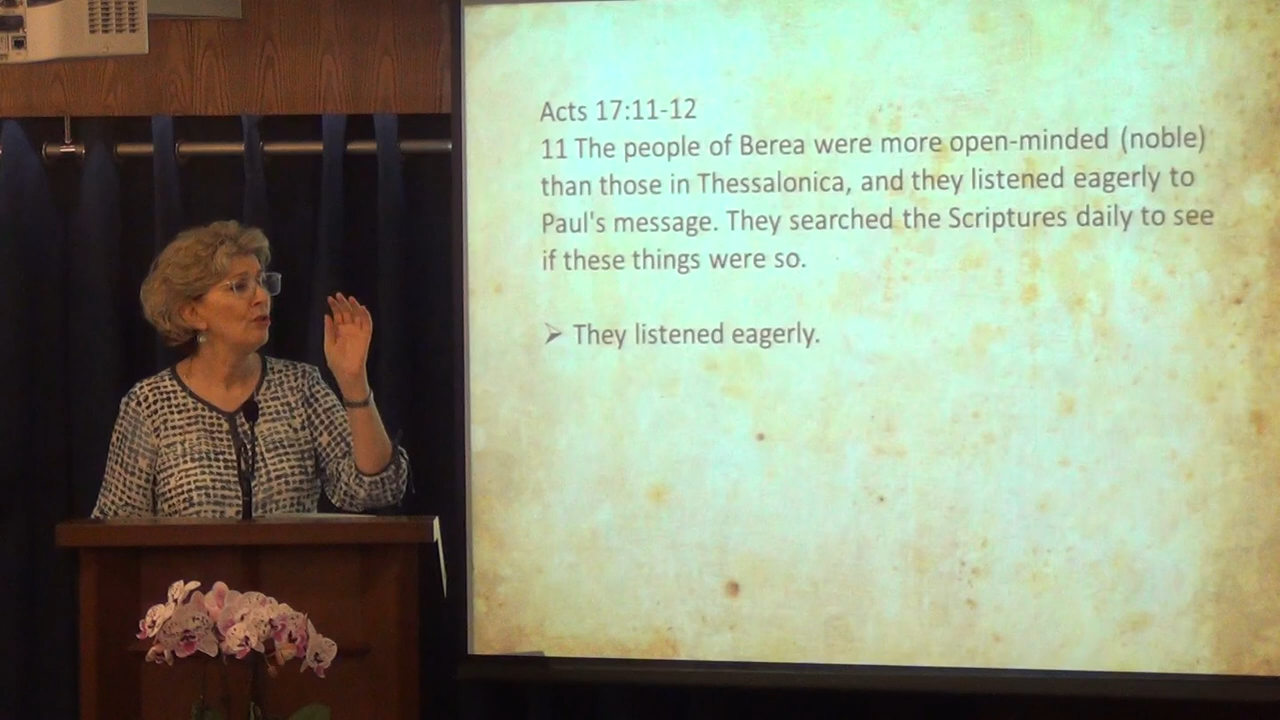 Acts 17:11-12
11 The people of Berea were more open-minded (noble)
than those in Thessalonica, and they listened eagerly to
Paul's message. They searched the Scriptures daily to see
if these things were so.
➢ They listened eagerly.